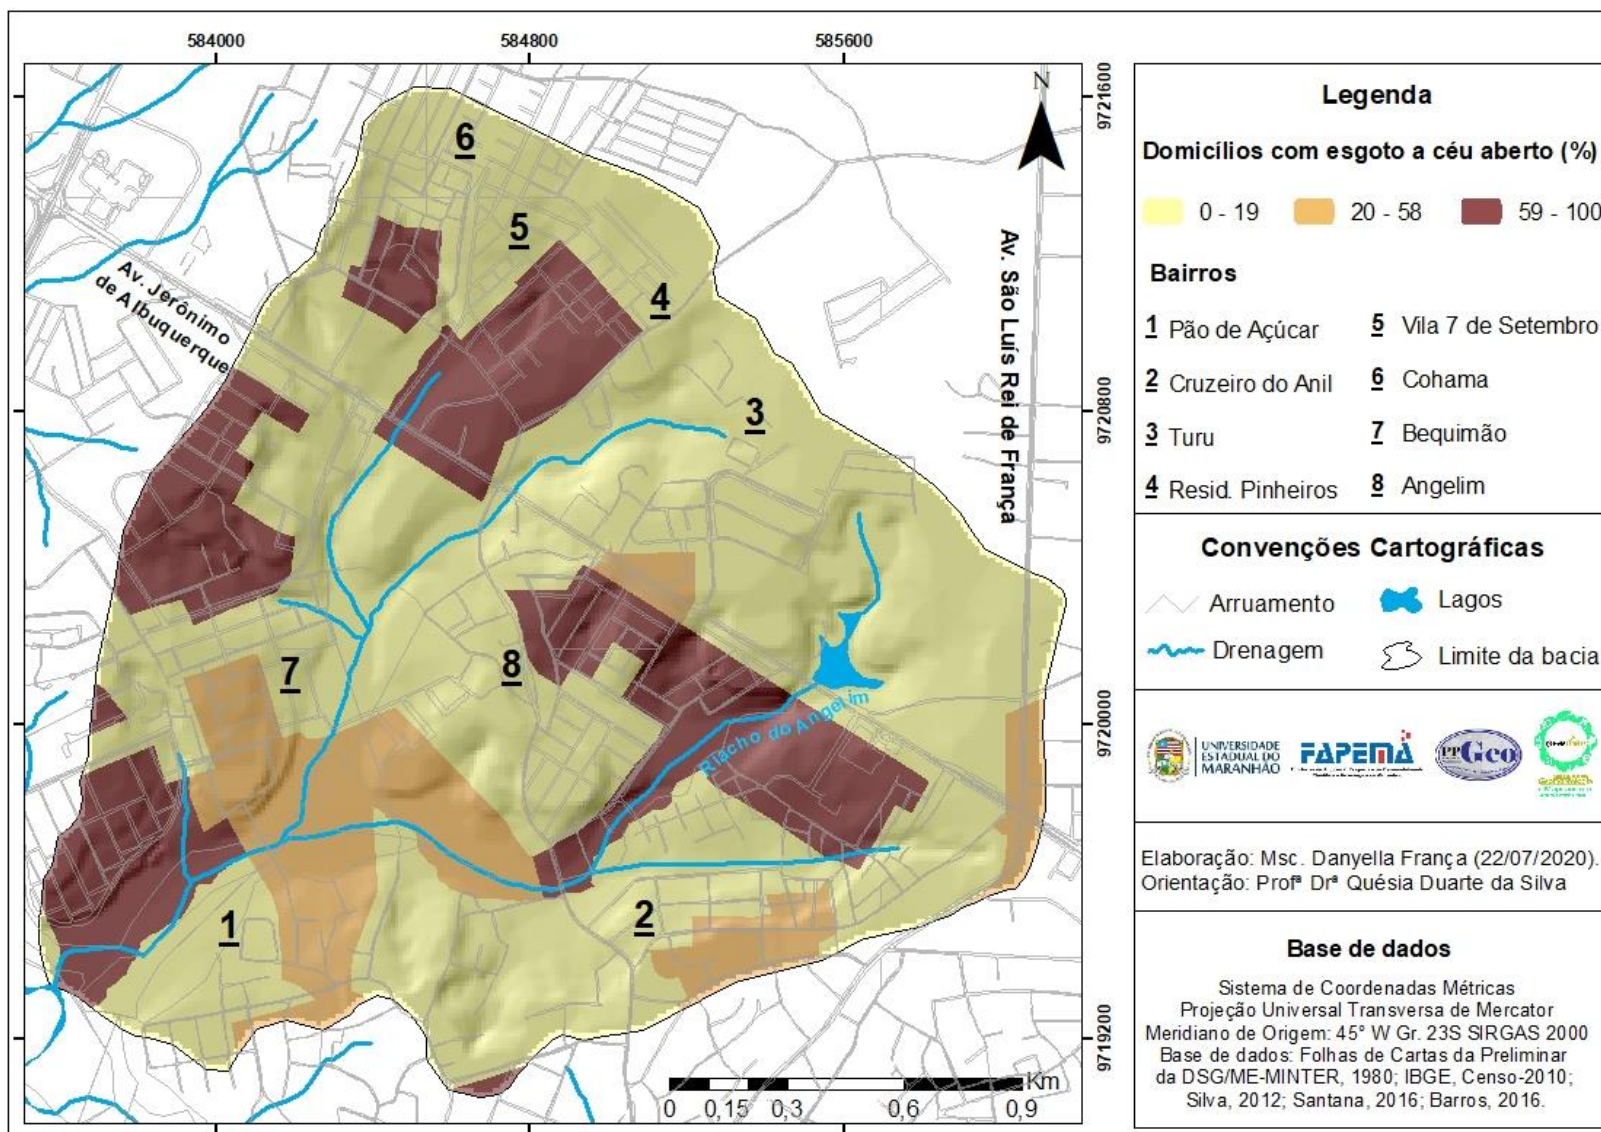 584000
584800
585600
9721600
9720800
9720000
9719200
N
6
5
4
3
7
8
1
2
Av. Jerônimo
de Albuquerque
Av. São Luís Rei de França
Riacho do Angelim
Km
0 0,15 0,3 0,6 0,9
Legenda
Domicílios com esgoto a céu aberto (%)
0 - 19
20 - 58
59 - 100
Bairros
1 Pão de Açúcar
5 Vila 7 de Setembro
2 Cruzeiro do Anil
6 Cohama
3 Turu
7 Bequimão
4 Resid. Pinheiros
8 Angelim
Convenções Cartográficas
Arruamento
Lagos
Drenagem
Limite da bacia
UNIVERSIDADE
ESTADUAL DO
MARANHÃO
FAPEMA
PPGeo
Elaboração: Msc. Danyella França (22/07/2020).
Orientação: Profª Drª Quésia Duarte da Silva
Base de dados
Sistema de Coordenadas Métricas
Projeção Universal Transversa de Mercator
Meridiano de Origem: 45° W Gr. 23S SIRGAS 2000
Base de dados: Folhas de Cartas da Preliminar
da DSG/ME-MINTER, 1980; IBGE, Censo-2010;
Silva, 2012; Santana, 2016; Barros, 2016.